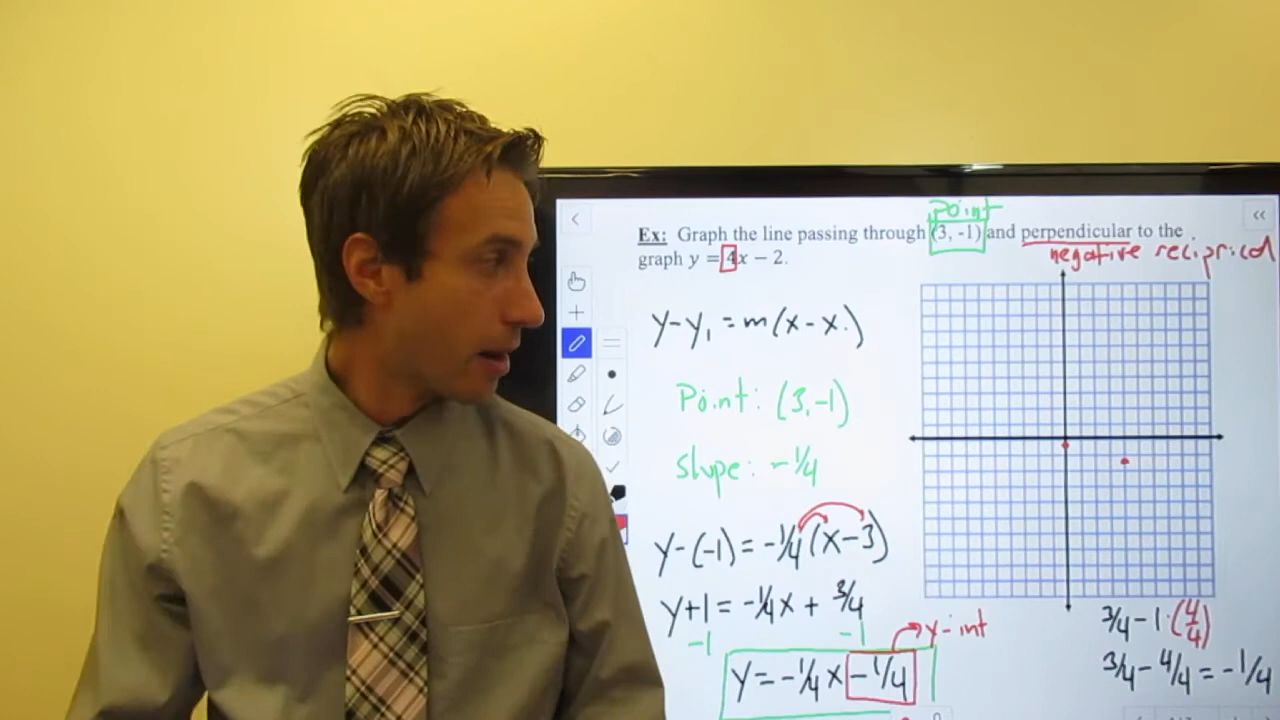 Point
Ex: Graph the line passing through (3, -1) and perpendicular to the
graph y = 4x − 2.
negative reciprical
y-y₁ = m(x-x₁)
Point: (3,-1)
Slope: -1/4
y-(-1) = -1/4(x-3)
y+1 = -1/4x + 3/4
-1 -1
y-int
y = -1/4x -1/4
3/4 - 1·(4/4)
3/4 - 4/4 = -1/4